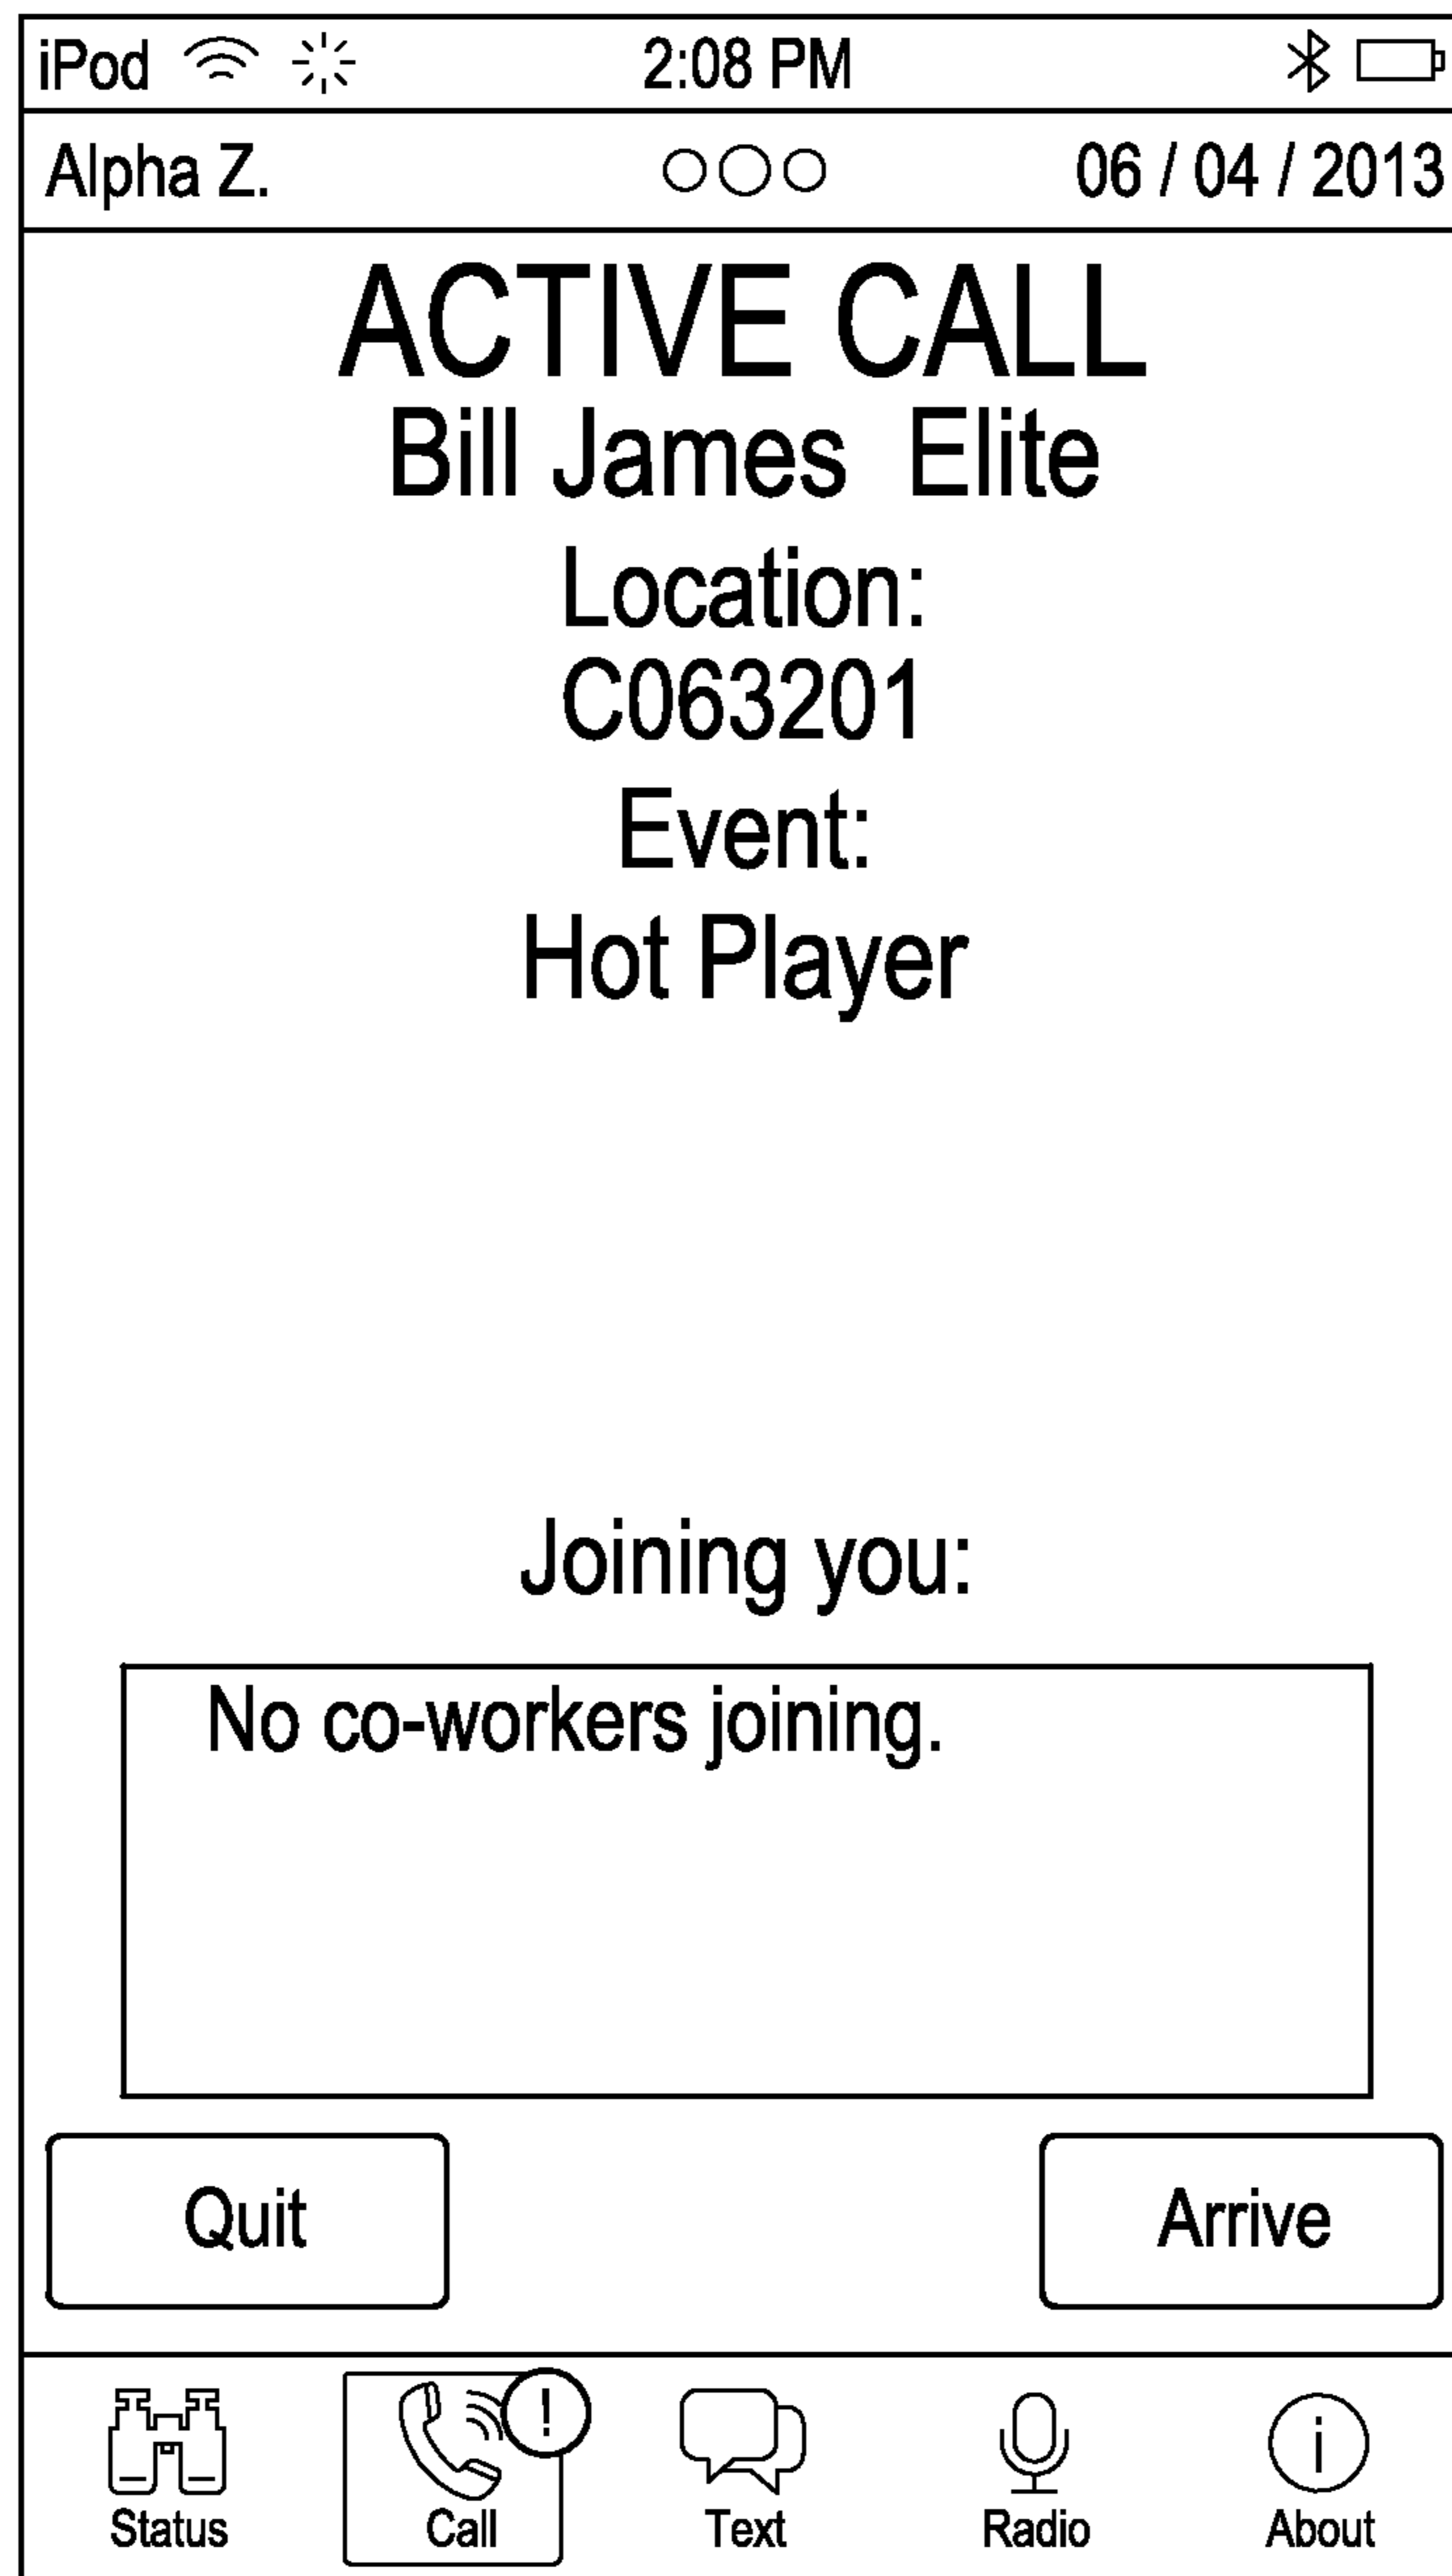 iPod 2:08 PM
Alpha Z. 06 / 04 / 2013
ACTIVE CALL
Bill James Elite
Location:
C063201
Event:
Hot Player
Joining you:
No co-workers joining.
Quit Arrive
!
i
Status Call Text Radio About